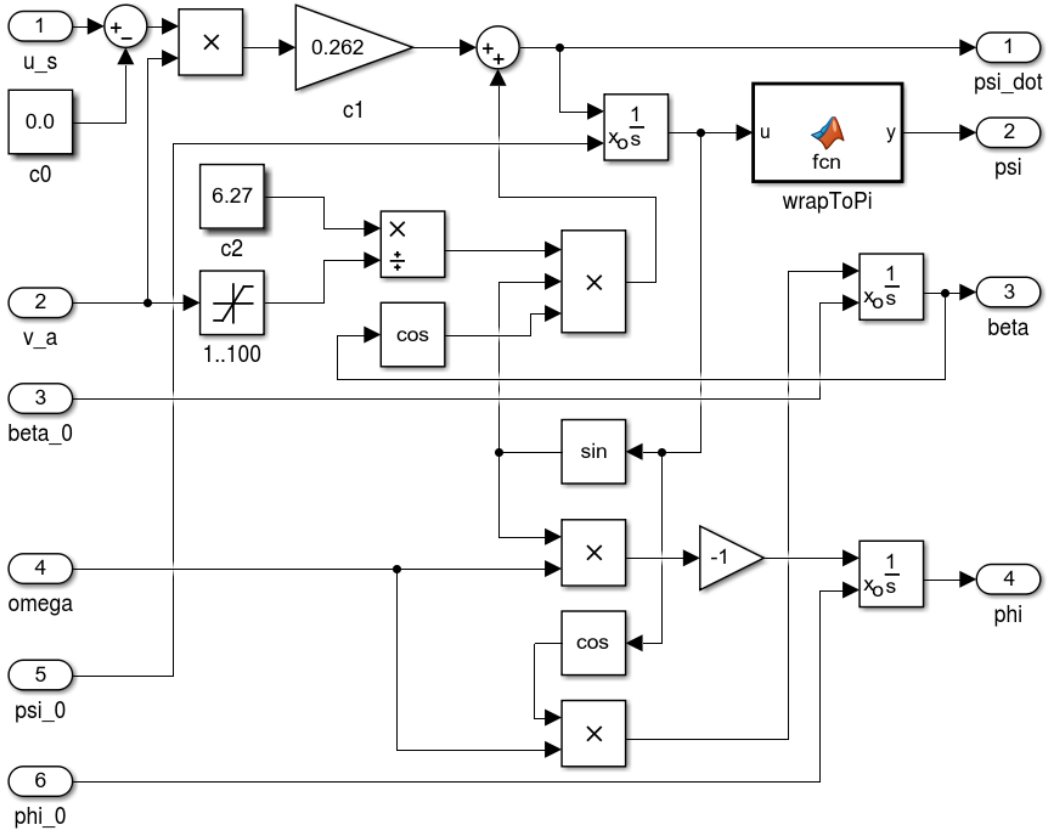 1
u_s
+
−
×
0.262
c1
+
+
1
psi_dot
0.0
c0
1
s
xo
u
fcn
y
wrapToPi
2
psi
6.27
c2
×
÷
×
2
v_a
1..100
cos
1
s
xo
3
beta
3
beta_0
sin
4
omega
×
-1
1
s
xo
4
phi
cos
5
psi_0
×
6
phi_0